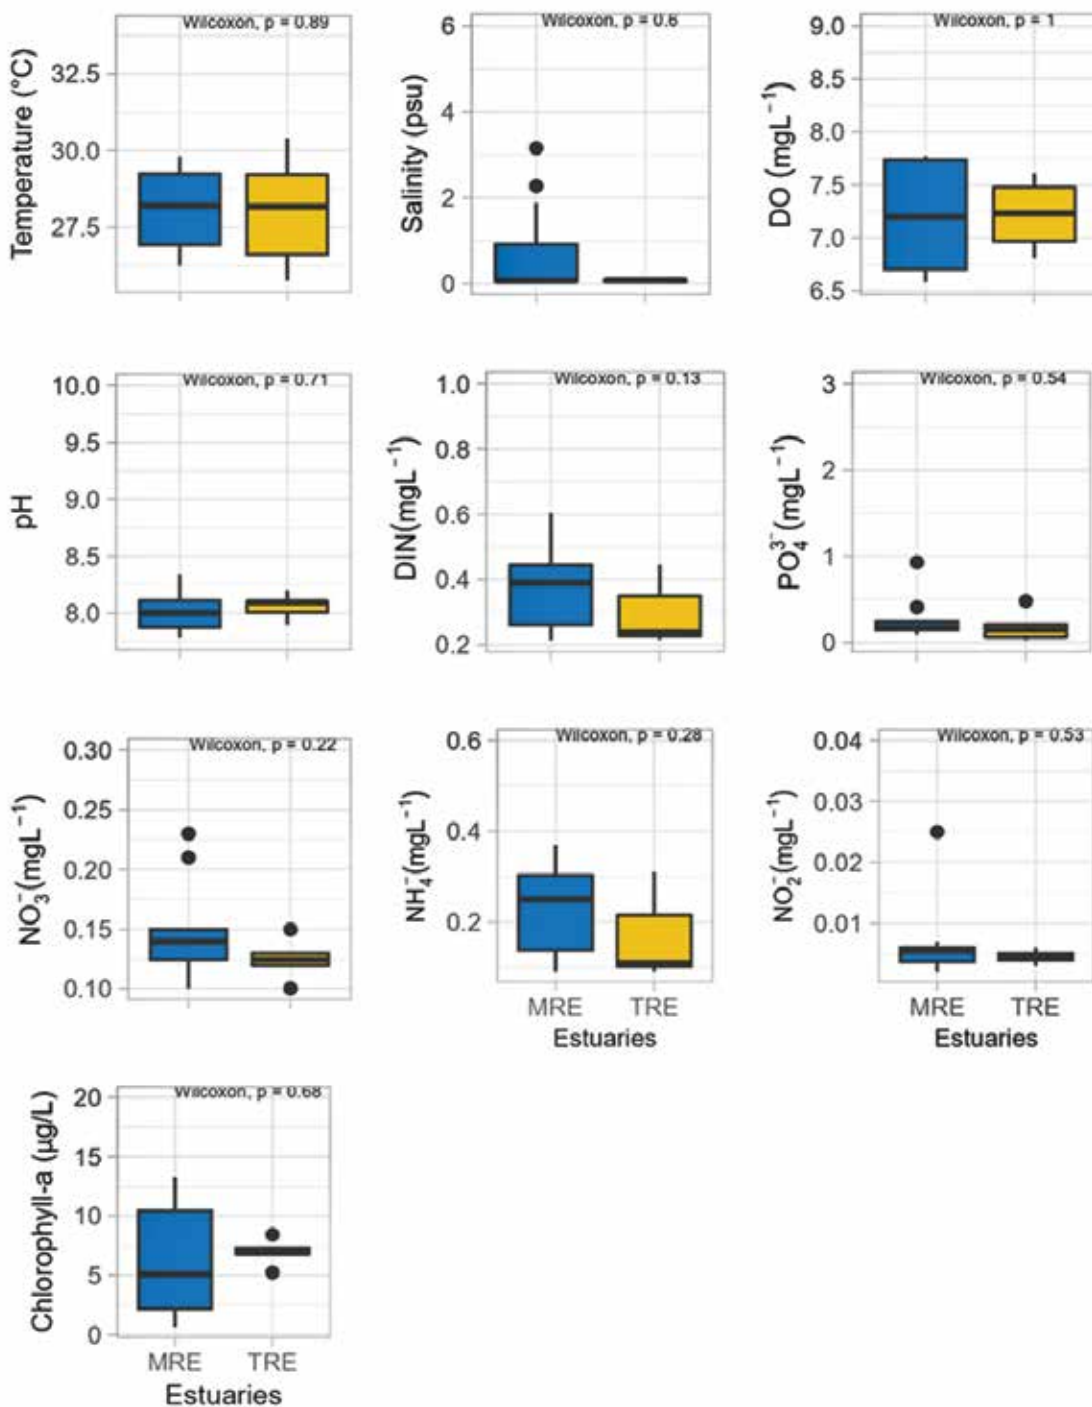 Wilcoxon, p = 0.89
Temperature (°C)
32.5
30.0
27.5
Wilcoxon, p = 0.6
Salinity (psu)
6
4
2
0
Wilcoxon, p = 1
DO (mgL⁻¹)
9.0
8.5
8.0
7.5
7.0
6.5
Wilcoxon, p = 0.71
pH
10.0
9.5
9.0
8.5
8.0
Wilcoxon, p = 0.13
DIN(mgL⁻¹)
1.0
0.8
0.6
0.4
0.2
Wilcoxon, p = 0.54
PO₄³⁻(mgL⁻¹)
3
2
1
0
Wilcoxon, p = 0.22
NO₃⁻(mgL⁻¹)
0.30
0.25
0.20
0.15
0.10
Wilcoxon, p = 0.28
NH₄⁻(mgL⁻¹)
0.6
0.4
0.2
MRE TRE
Estuaries
Wilcoxon, p = 0.53
NO₂⁻(mgL⁻¹)
0.04
0.03
0.02
0.01
MRE TRE
Estuaries
Wilcoxon, p = 0.68
Chlorophyll-a (µg/L)
20
15
10
5
0
MRE TRE
Estuaries